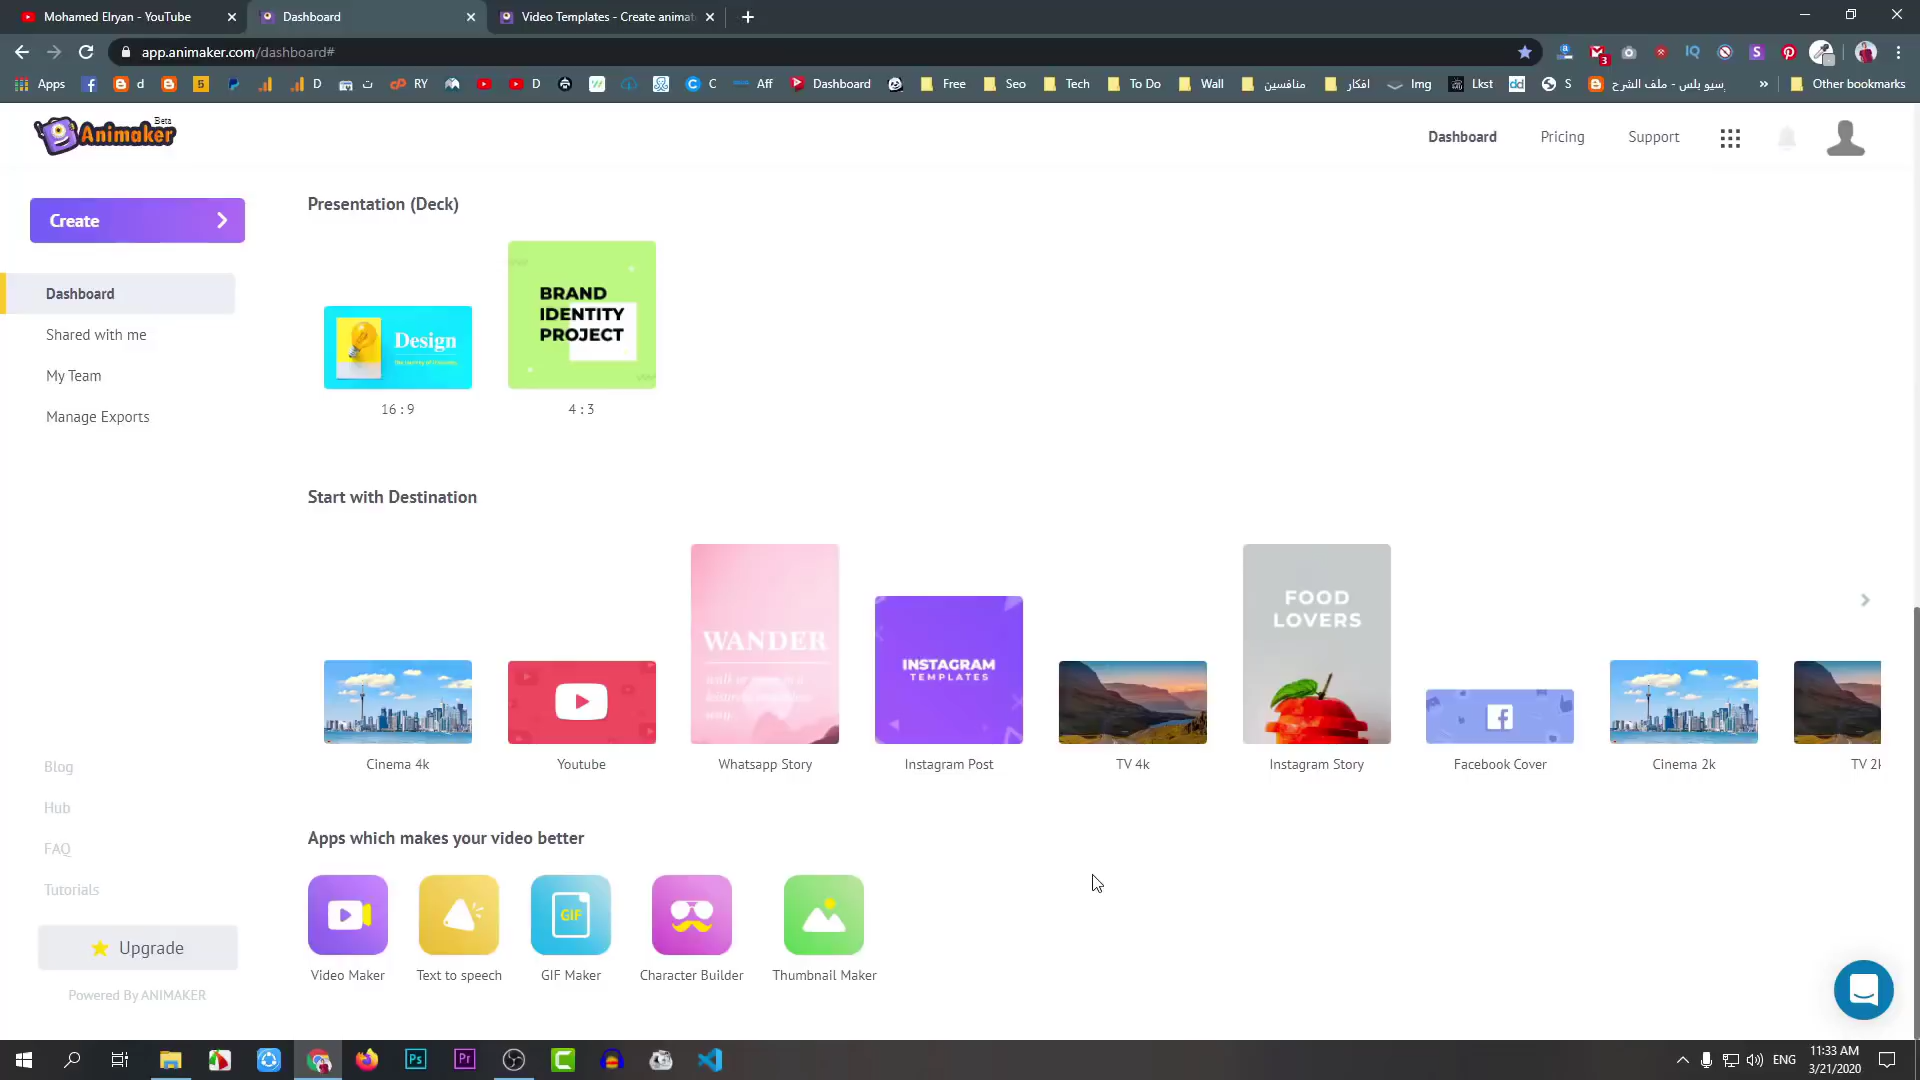 Mohamed Elryan - YouTube
Dashboard
Video Templates - Create animat
app.animaker.com/dashboard#
Apps
d
5
D
ت
RY
D
C
Aff
Dashboard
Free
Seo
Tech
To Do
Wall
منافسين
افكار
Img
Lkst
dd
S
سيو بلس - ملف الشرح
»
Other bookmarks
Animaker
Beta
Dashboard
Pricing
Support
Create
Dashboard
Shared with me
My Team
Manage Exports
Blog
Hub
FAQ
Tutorials
Upgrade
Powered By ANIMAKER
Presentation (Deck)
Design
16 : 9
BRAND
IDENTITY
PROJECT
4 : 3
Start with Destination
WANDER
INSTAGRAM
TEMPLATES
FOOD
LOVERS
Cinema 4k
Youtube
Whatsapp Story
Instagram Post
TV 4k
Instagram Story
Facebook Cover
Cinema 2k
Apps which makes your video better
GIF
Video Maker
Text to speech
GIF Maker
Character Builder
Thumbnail Maker
Ps
Pr
ENG
11:33 AM
3/21/2020